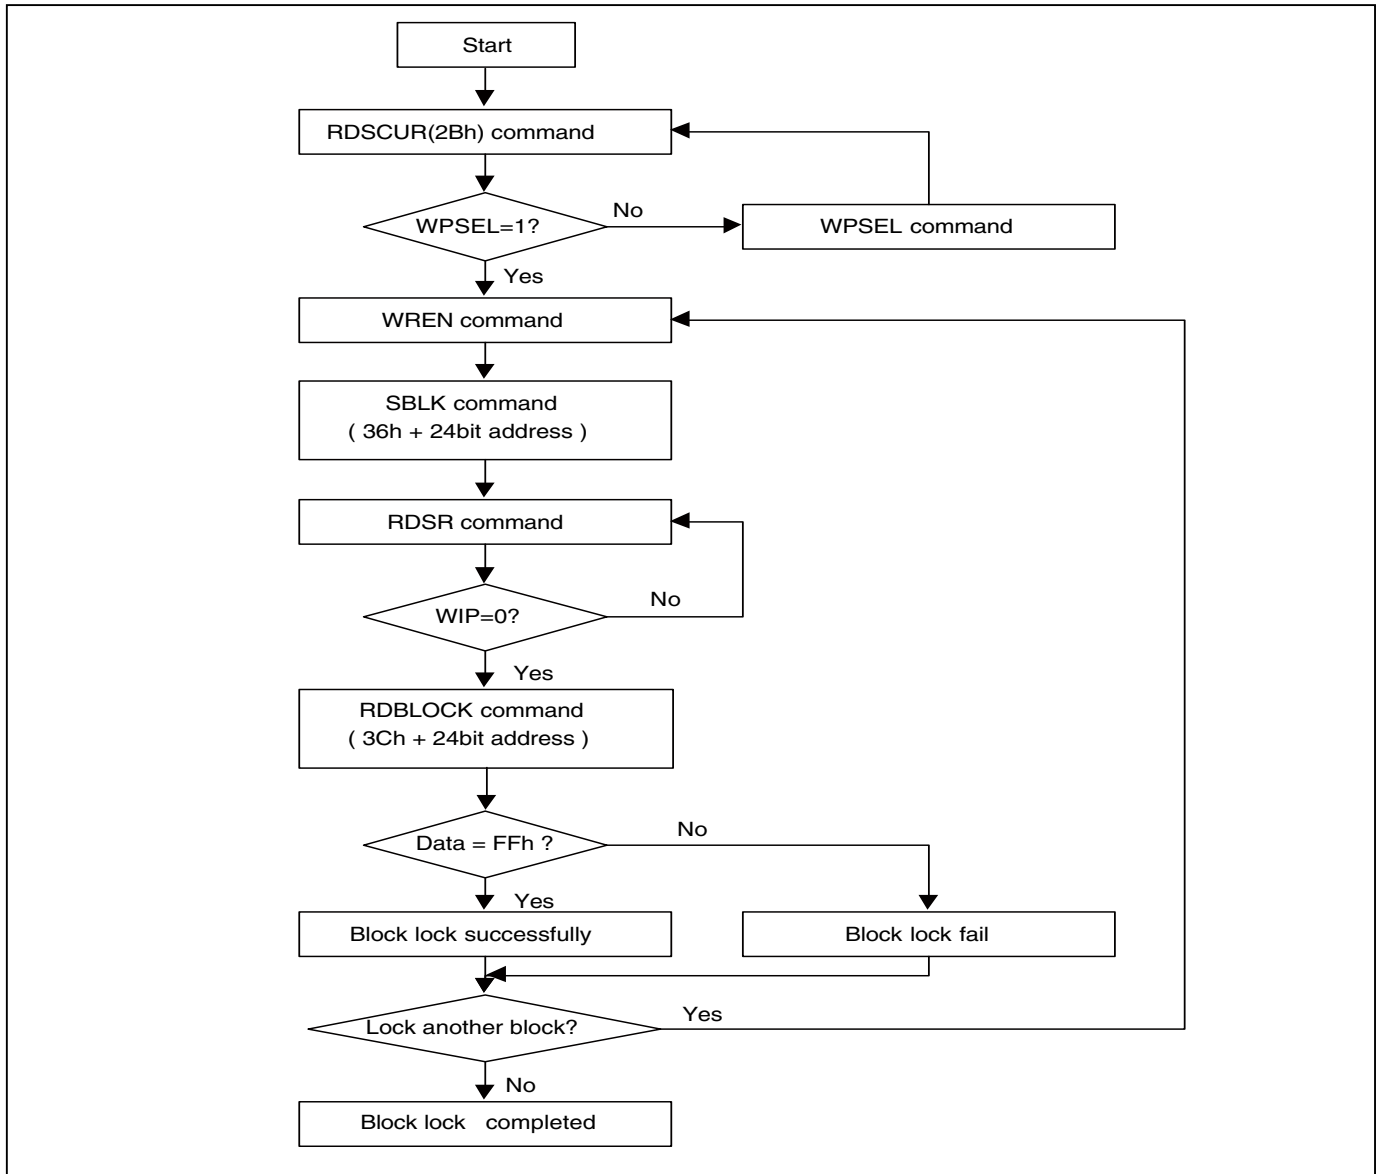 Start
RDSCUR(2Bh) command
WPSEL=1?
No
WPSEL command
Yes
WREN command
SBLK command
( 36h + 24bit address )
RDSR command
WIP=0?
No
Yes
RDBLOCK command
( 3Ch + 24bit address )
Data = FFh ?
No
Yes
Block lock successfully
Block lock fail
Lock another block?
Yes
No
Block lock completed